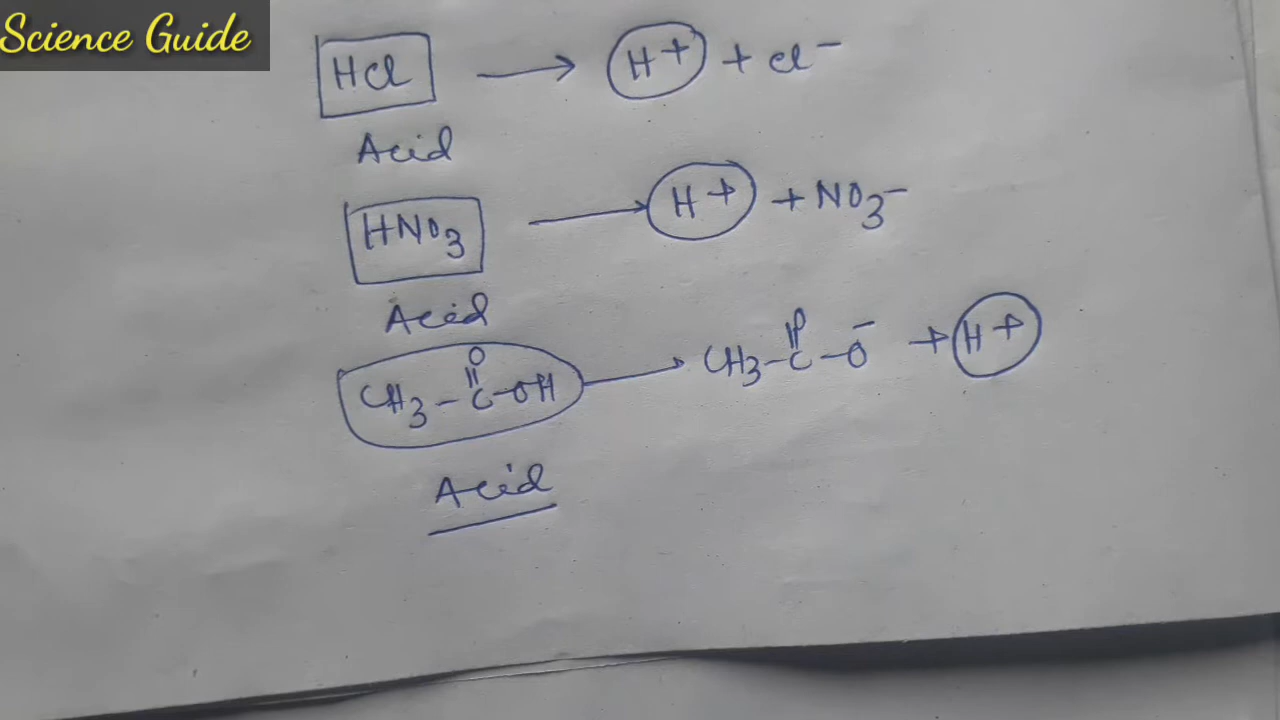 Science Guide
HCl → H+ + Cl-
Acid
HNO3 → H+ + NO3-
Acid
O O
CH3-C-OH → CH3-C-O- + H+
Acid